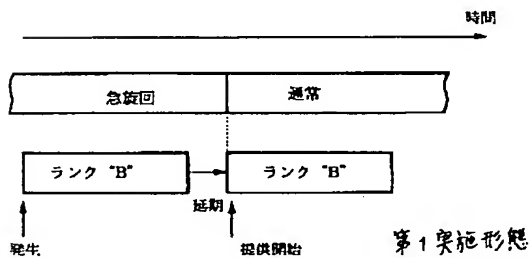 時間
急旋回 通常
ランク "B" ランク "B"
延期
発生 提供開始
第1実施形態